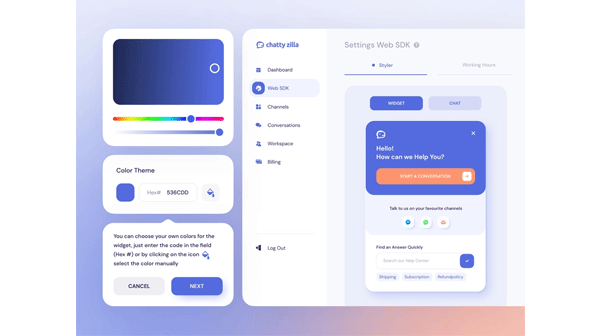 Color Theme
Hex#
536CDD
You can choose your own colors for the
widget, just enter the code in the field
(Hex #) or by clicking on the icon
select the color manually
CANCEL
NEXT
chatty zilla
Dashboard
Web SDK
Channels
Conversations
Workspace
Billing
Log Out
Settings Web SDK
Styler
Working Hours
WIDGET
CHAT
Hello!
How can we Help You?
START A CONVERSATION
Talk to us on your favourite channels
Find an Answer Quickly
Search our Help Center
Shipping
Subscription
Refundpolicy